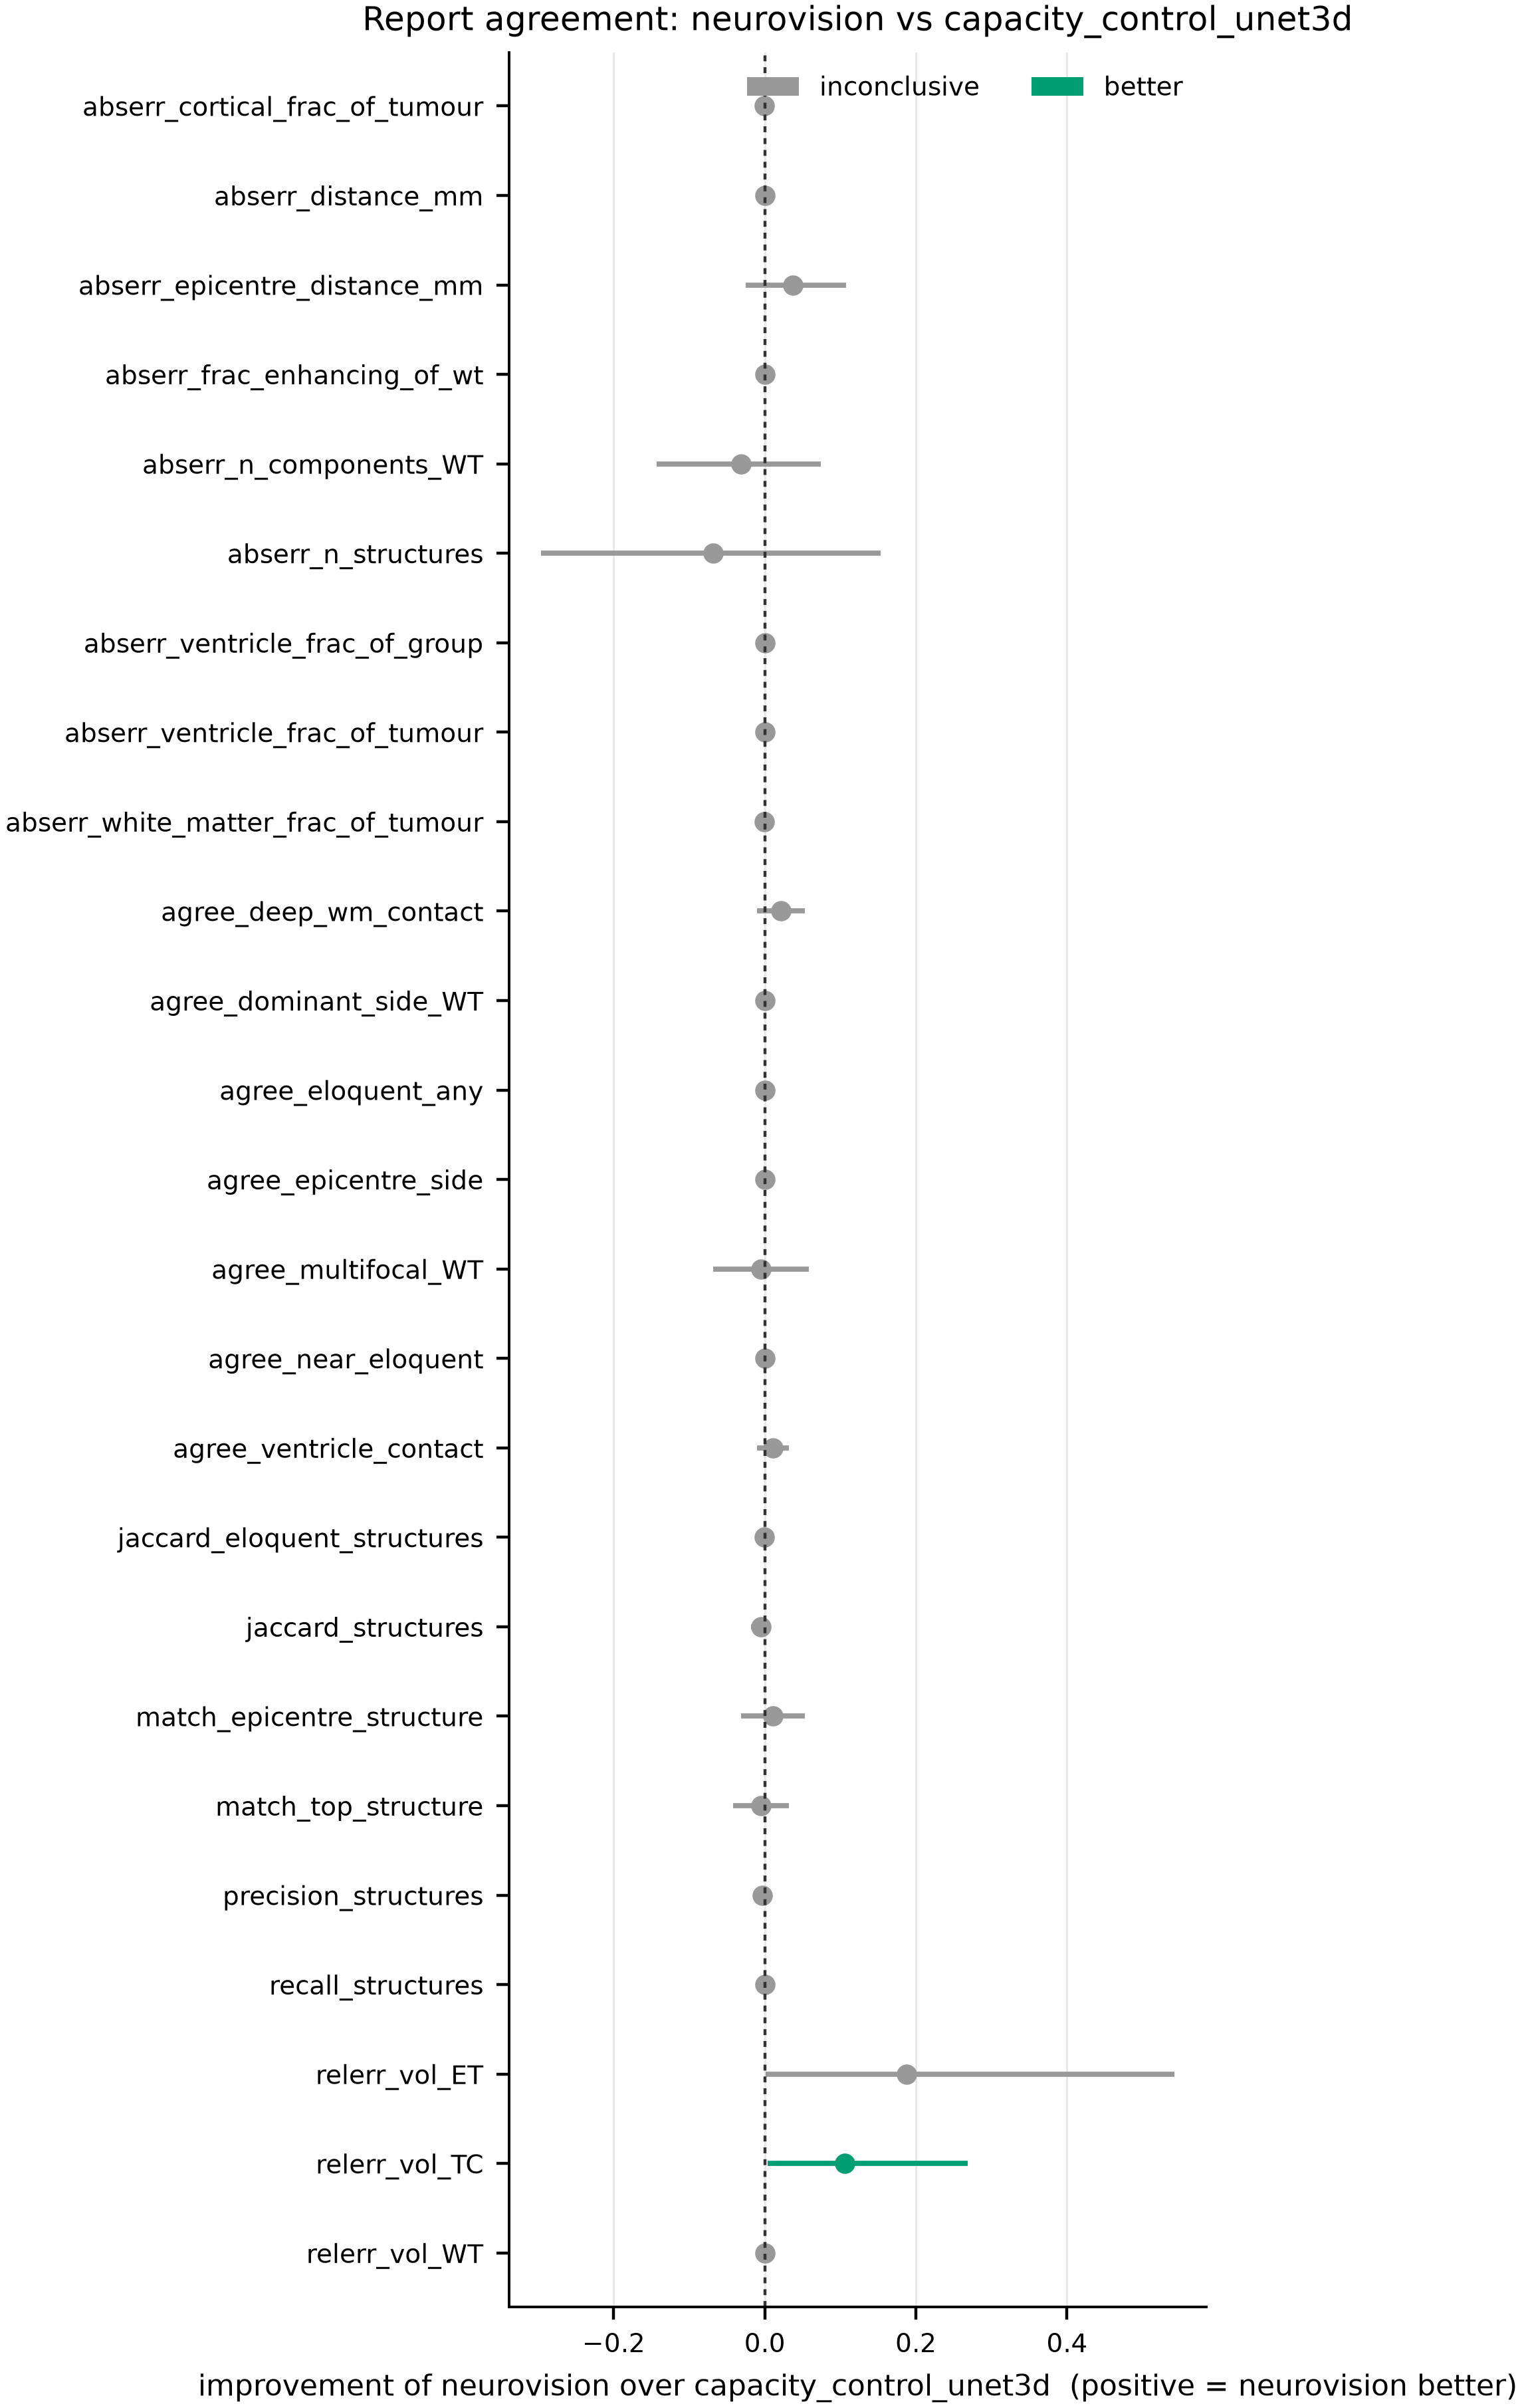 Report agreement: neurovision vs capacity_control_unet3d
inconclusive
better
abserr_cortical_frac_of_tumour
abserr_distance_mm
abserr_epicentre_distance_mm
abserr_frac_enhancing_of_wt
abserr_n_components_WT
abserr_n_structures
abserr_ventricle_frac_of_group
abserr_ventricle_frac_of_tumour
abserr_white_matter_frac_of_tumour
agree_deep_wm_contact
agree_dominant_side_WT
agree_eloquent_any
agree_epicentre_side
agree_multifocal_WT
agree_near_eloquent
agree_ventricle_contact
jaccard_eloquent_structures
jaccard_structures
match_epicentre_structure
match_top_structure
precision_structures
recall_structures
relerr_vol_ET
relerr_vol_TC
relerr_vol_WT
−0.2 0.0 0.2 0.4
improvement of neurovision over capacity_control_unet3d (positive = neurovision better)